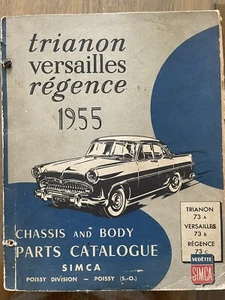 trianon
versailles
régence
1955
TRIANON
73 A
VERSAILLES
73 B
RÉGENCE
73 C
VEDETTE
SIMCA
CHASSIS AND BODY
PARTS CATALOGUE
SIMCA
POISSY DIVISION — POISSY (S.-O.)